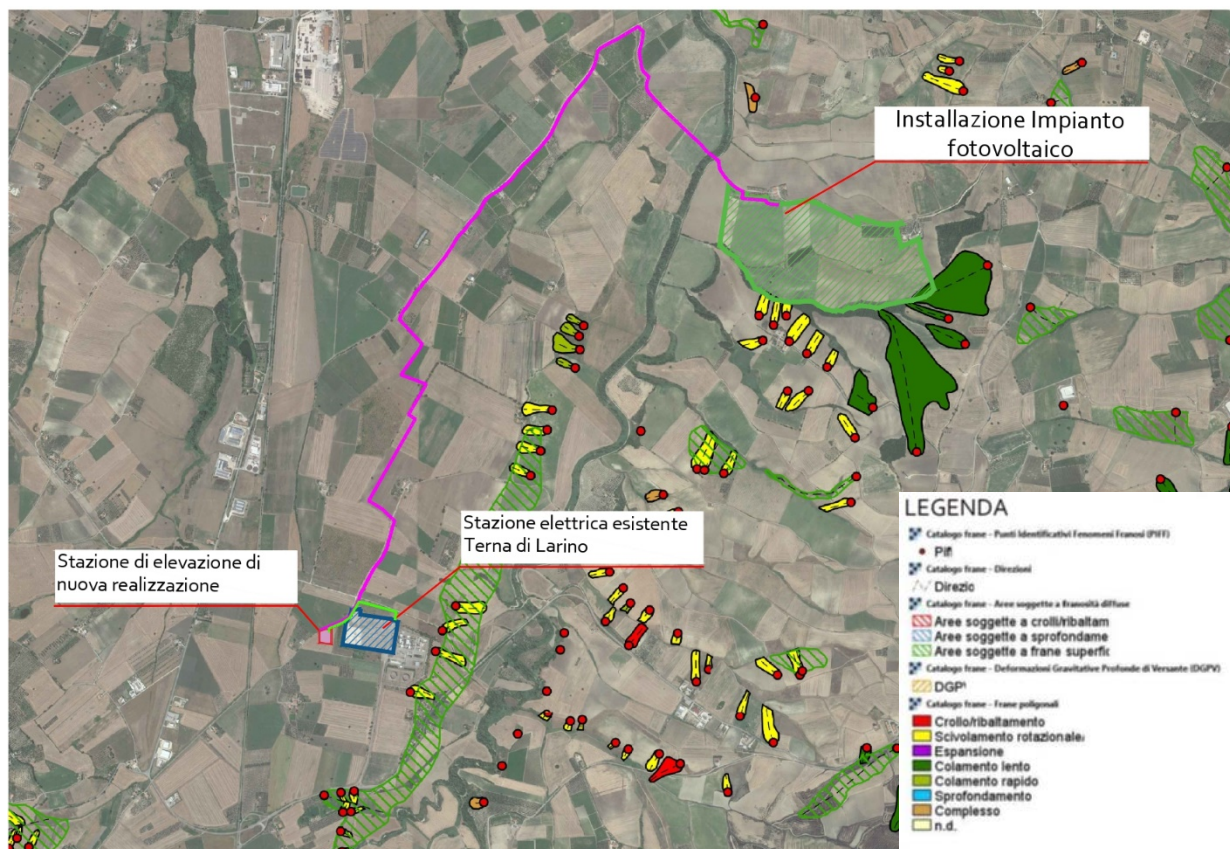 Installazione Impianto
fotovoltaico
Stazione elettrica esistente
Terna di Larino
Stazione di elevazione di
nuova realizzazione
LEGENDA
Catalogo frane - Punti Identificativi Fenomeni Franosi (PIFF)
Pifl
Catalogo frane - Direzioni
Direzic
Catalogo frane - Aree soggette a franosità diffuse
Aree soggette a crolli/ribaltam
Aree soggette a sprofondame
Aree soggette a frane superfic
Catalogo frane - Deformazioni Gravitative Profonde di Versante (DGPV)
DGP
Catalogo frane - Frane poligonali
Crollo/ribaltamento
Scivolamento rotazionale
Espansione
Colamento lento
Colamento rapido
Sprofondamento
Complesso
n.d.